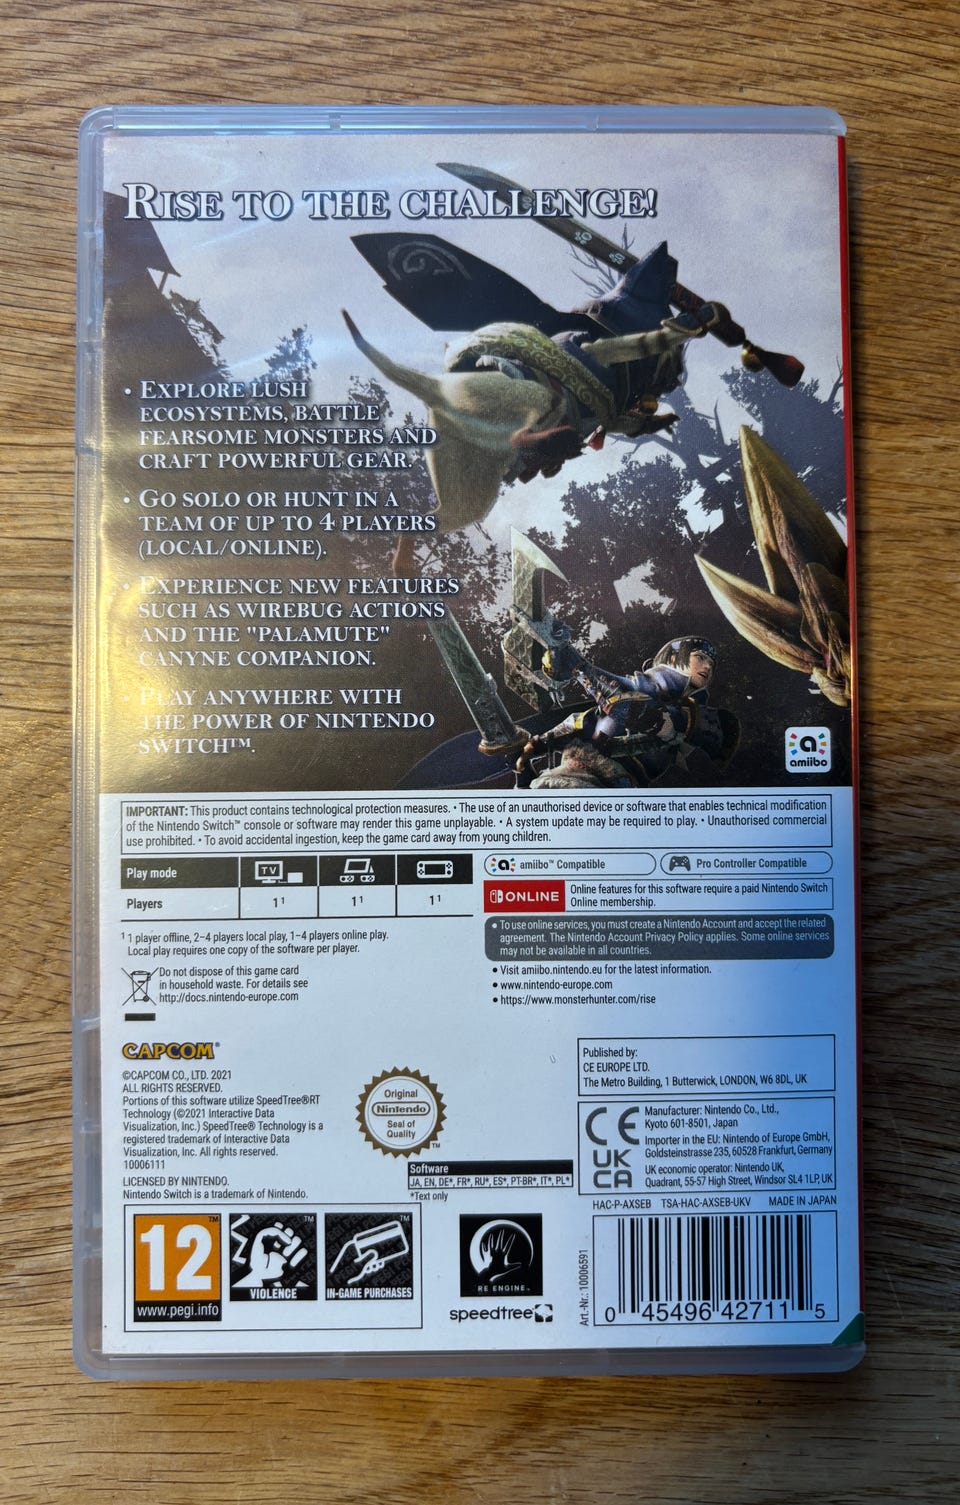 RISE TO THE CHALLENGE!
• EXPLORE LUSH
ECOSYSTEMS, BATTLE
FEARSOME MONSTERS AND
CRAFT POWERFUL GEAR.
• GO SOLO OR HUNT IN A
TEAM OF UP TO 4 PLAYERS
(LOCAL/ONLINE).
• EXPERIENCE NEW FEATURES
SUCH AS WIREBUG ACTIONS
AND THE "PALAMUTE"
CANYNE COMPANION.
• PLAY ANYWHERE WITH
THE POWER OF NINTENDO
SWITCH™.
amiibo
IMPORTANT: This product contains technological protection measures. • The use of an unauthorised device or software that enables technical modification
of the Nintendo Switch™ console or software may render this game unplayable. • A system update may be required to play. • Unauthorised commercial
use prohibited. • To avoid accidental ingestion, keep the game card away from young children.
Play mode TV
Players 1¹ 1¹ 1¹
¹ 1 player offline, 2–4 players local play, 1–4 players online play.
Local play requires one copy of the software per player.
Do not dispose of this game card
in household waste. For details see
http://docs.nintendo-europe.com
amiibo™ Compatible
Pro Controller Compatible
ONLINE
Online features for this software require a paid Nintendo Switch
Online membership.
• To use online services, you must create a Nintendo Account and accept the related
agreement. The Nintendo Account Privacy Policy applies. Some online services
may not be available in all countries.
• Visit amiibo.nintendo.eu for the latest information.
• www.nintendo-europe.com
• https://www.monsterhunter.com/rise
CAPCOM®
©CAPCOM CO., LTD. 2021
ALL RIGHTS RESERVED.
Portions of this software utilize SpeedTree®RT
Technology (©2021 Interactive Data
Visualization, Inc.) SpeedTree® Technology is a
registered trademark of Interactive Data
Visualization, Inc. All rights reserved.
10006111
LICENSED BY NINTENDO.
Nintendo Switch is a trademark of Nintendo.
Original
Nintendo
Seal of
Quality
TM
Software
JA, EN, DE*, FR*, RU*, ES*, PT-BR*, IT*, PL*
*Text only
Published by:
CE EUROPE LTD.
The Metro Building, 1 Butterwick, LONDON, W6 8DL, UK
CE
UK
CA
Manufacturer: Nintendo Co., Ltd.,
Kyoto 601-8501, Japan
Importer in the EU: Nintendo of Europe GmbH,
Goldsteinstrasse 235, 60528 Frankfurt, Germany
UK economic operator: Nintendo UK,
Quadrant, 55-57 High Street, Windsor SL4 1LP, UK
HAC-P-AXSEB TSA-HAC-AXSEB-UKV MADE IN JAPAN
12 ™
www.pegi.info
™
VIOLENCE
™
IN-GAME PURCHASES
RE ENGINE™
speedtree
Art.-Nr.: 10006591
0 45496 42711 5